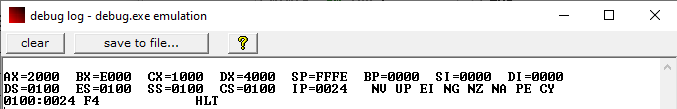 debug log - debug.exe emulation
clear save to file... ?
AX=2000 BX=E000 CX=1000 DX=4000 SP=FFFE BP=0000 SI=0000 DI=0000
DS=0100 ES=0100 SS=0100 CS=0100 IP=0024 NV UP EI NG NZ NA PE CY
0100:0024 F4 HLT